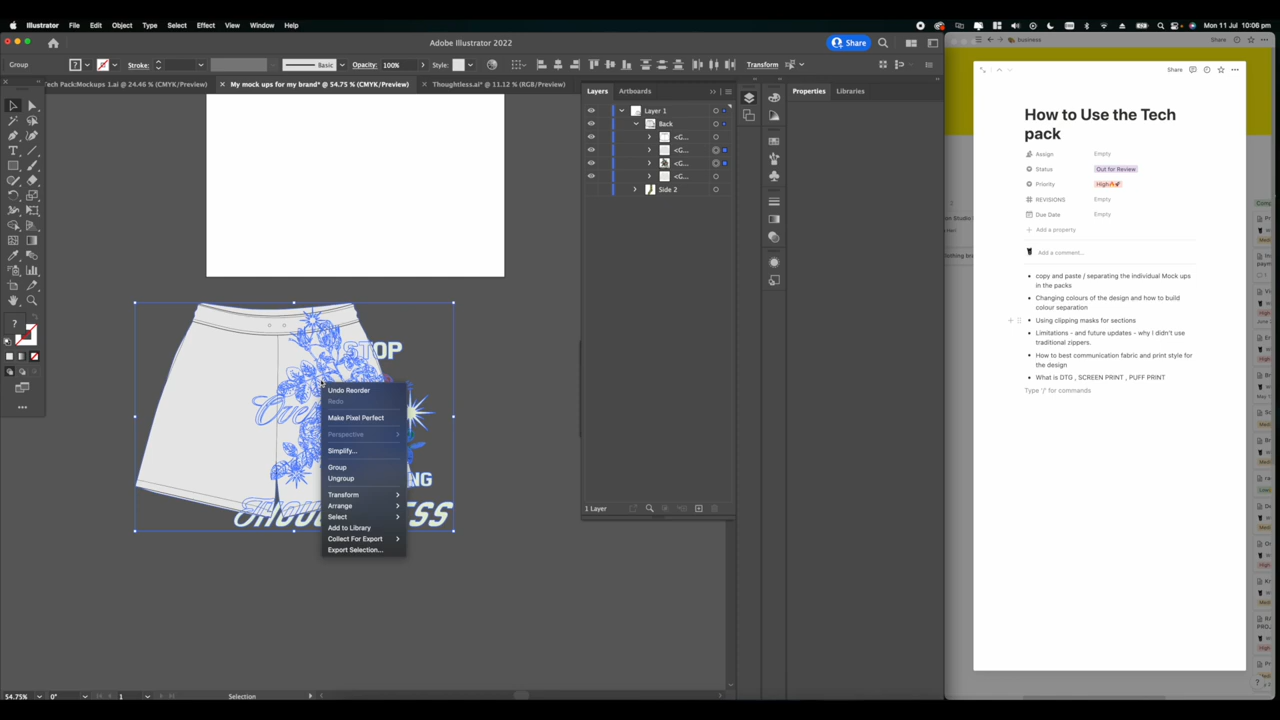 Illustrator File Edit Object Type Select Effect View Window Help
Mon 11 Jul 10:06 pm
Adobe Illustrator 2022
Share
Group
Stroke:
Basic
Opacity: 100%
Style:
Transform
Tech Pack:Mockups 1.ai @ 24.46 % (CMYK/Preview)
My mock ups for my brand* @ 54.75 % (CMYK/Preview)
Thoughtless.ai* @ 11.12 % (RGB/Preview)
Layers
Artboards
Layer 1
Back
<G...
<G...
<G...
<G...
Side 2
1 Layer
Properties
Libraries
STOP
NG
Undo Reorder
Redo
Make Pixel Perfect
Perspective
Simplify...
Group
Ungroup
Transform
Arrange
Select
Add to Library
Collect For Export
Export Selection...
54.75%
0°
1
Selection
business
Share
Share
How to Use the Tech
pack
Assign Empty
Status Out for Review
Priority High
REVISIONS Empty
Due Date Empty
Add a property
Add a comment...
copy and paste / separating the individual Mock ups
in the packs
Changing colours of the design and how to build
colour separation
Using clipping masks for sections
Limitations - and future updates - why I didn't use
traditional zippers.
How to best communication fabric and print style for
the design
What is DTG , SCREEN PRINT , PUFF PRINT
Type '/' for commands